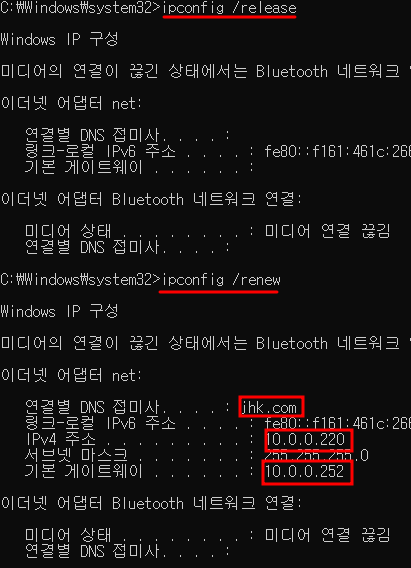 C:\Windows\system32>ipconfig /release
Windows IP 구성
미디어의 연결이 끊긴 상태에서는 Bluetooth 네트워크
이더넷 어댑터 net:
연결별 DNS 접미사. . . . :
링크-로컬 IPv6 주소 . . . . . : fe80::f161:461c:266
기본 게이트웨이 . . . . . . :
이더넷 어댑터 Bluetooth 네트워크 연결:
미디어 상태 . . . . . . . . : 미디어 연결 끊김
연결별 DNS 접미사. . . . :
C:\Windows\system32>ipconfig /renew
Windows IP 구성
미디어의 연결이 끊긴 상태에서는 Bluetooth 네트워크
이더넷 어댑터 net:
연결별 DNS 접미사. . . . : jhk.com
링크-로컬 IPv6 주소 . . . . . : fe80::f161:461c:266
IPv4 주소 . . . . . . . . . : 10.0.0.220
서브넷 마스크 . . . . . . . : 255.255.255.0
기본 게이트웨이 . . . . . . : 10.0.0.252
이더넷 어댑터 Bluetooth 네트워크 연결:
미디어 상태 . . . . . . . . : 미디어 연결 끊김
연결별 DNS 접미사. . . . :